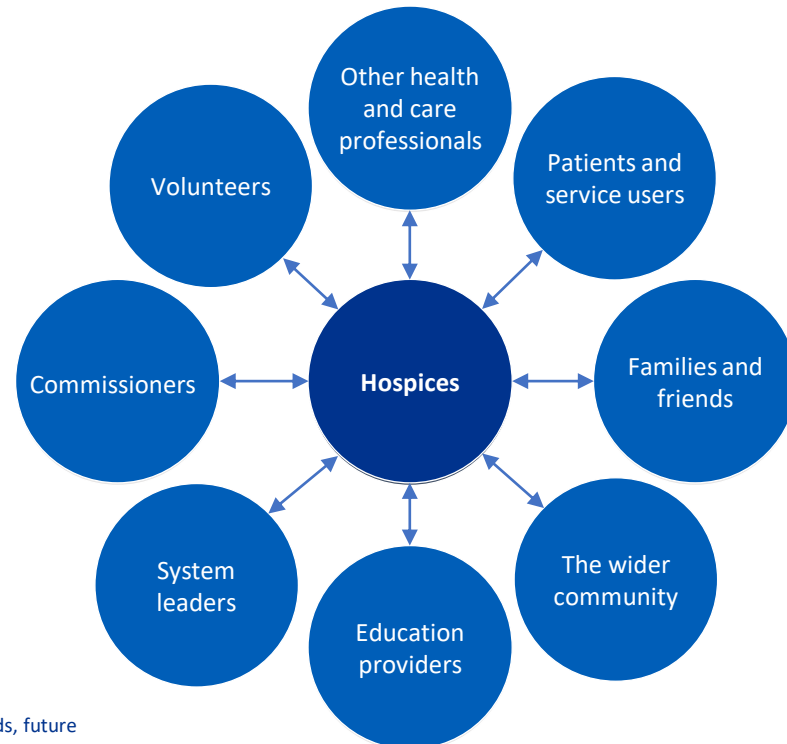 Other health
and care
professionals
Patients and
service users
Volunteers
Commissioners
Hospices
Families and
friends
System
leaders
The wider
community
Education
providers
ds, future